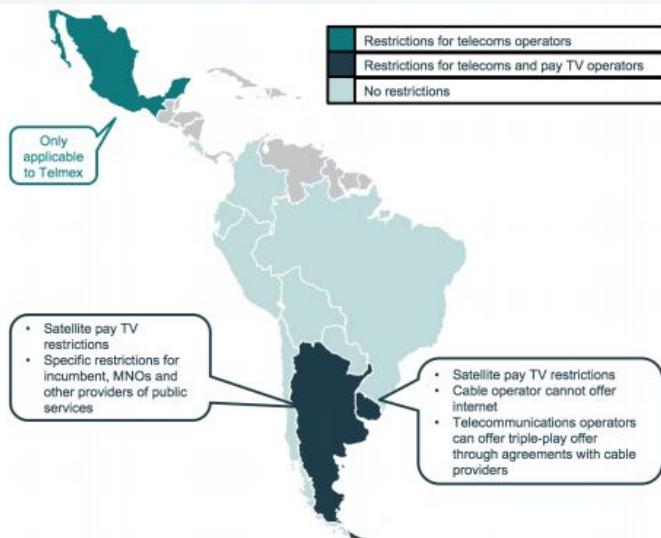 Restrictions for telecoms operators
Restrictions for telecoms and pay TV operators
No restrictions
Only
applicable
to Telmex
• Satellite pay TV
restrictions
• Specific restrictions for
incumbent, MNOs and
other providers of public
services
• Satellite pay TV restrictions
• Cable operator cannot offer
internet
• Telecommunications operators
can offer triple-play offer
through agreements with cable
providers